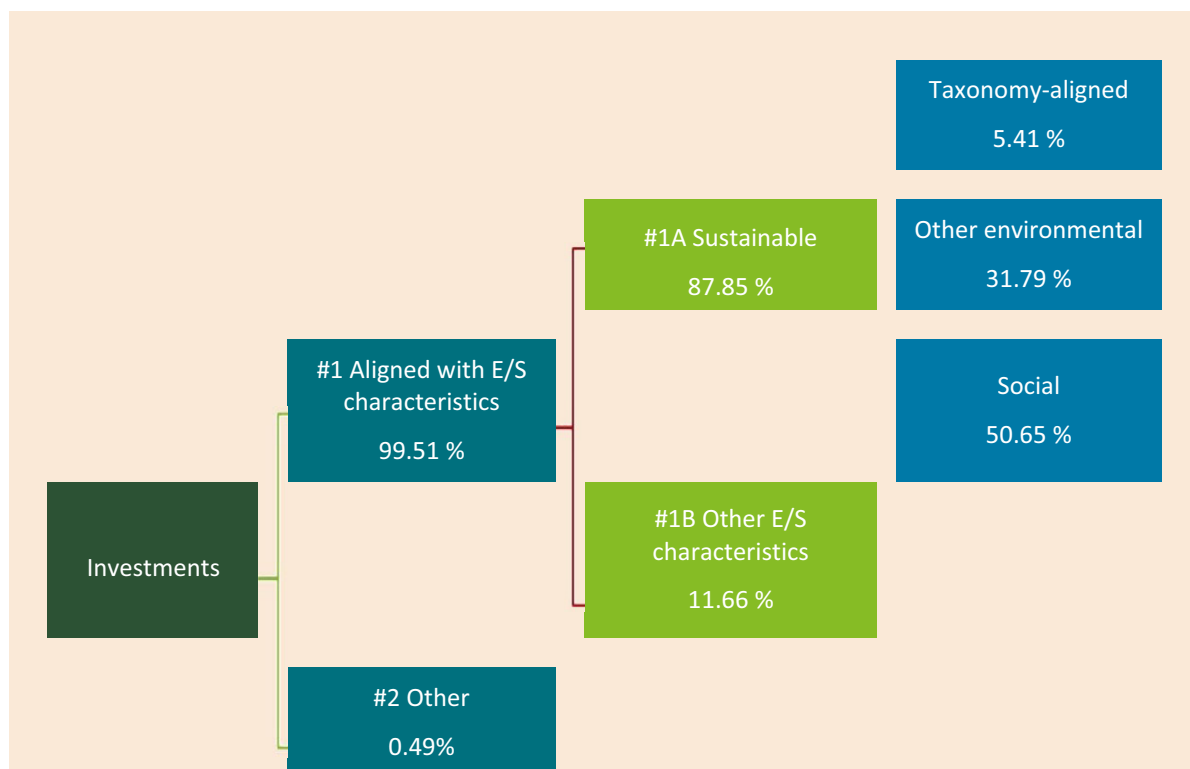 Taxonomy-aligned
5.41 %
#1A Sustainable
87.85 %
Other environmental
31.79 %
#1 Aligned with E/S
characteristics
99.51 %
Social
50.65 %
Investments
#1B Other E/S
characteristics
11.66 %
#2 Other
0.49%